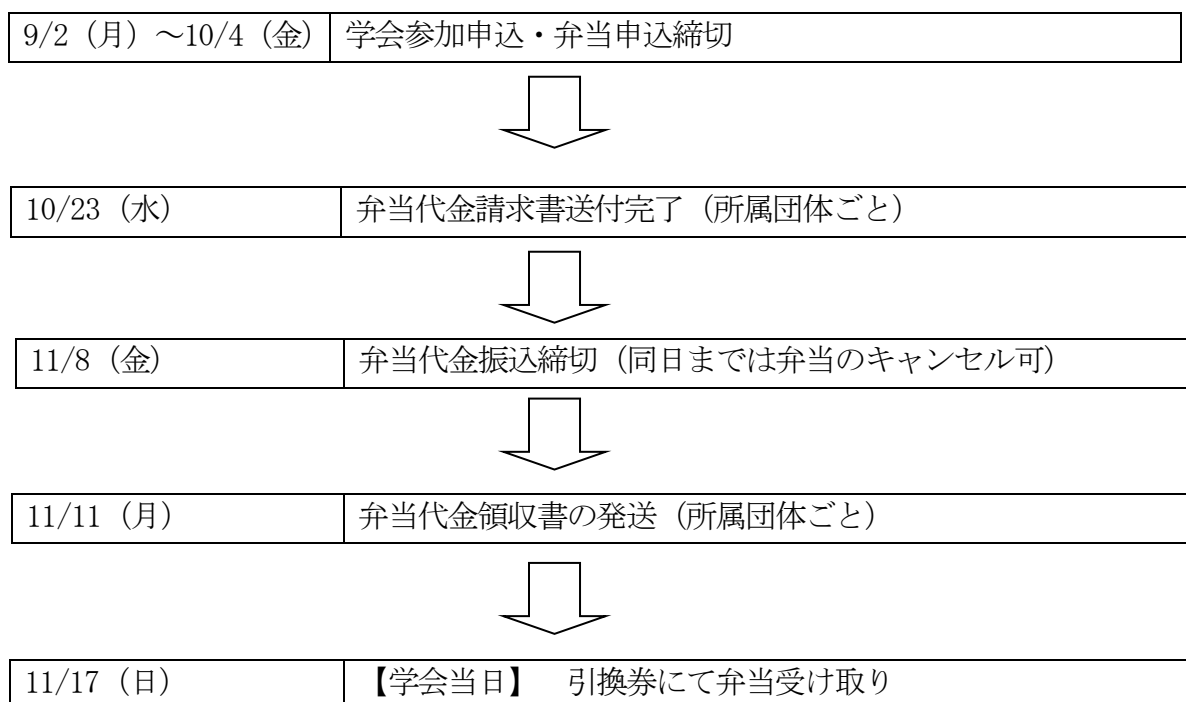 9/2（月）～10/4（金） 学会参加申込・弁当申込締切
10/23（水） 弁当代金請求書送付完了（所属団体ごと）
11/8（金） 弁当代金振込締切（同日までは弁当のキャンセル可）
11/11（月） 弁当代金領収書の発送（所属団体ごと）
11/17（日） 【学会当日】　引換券にて弁当受け取り